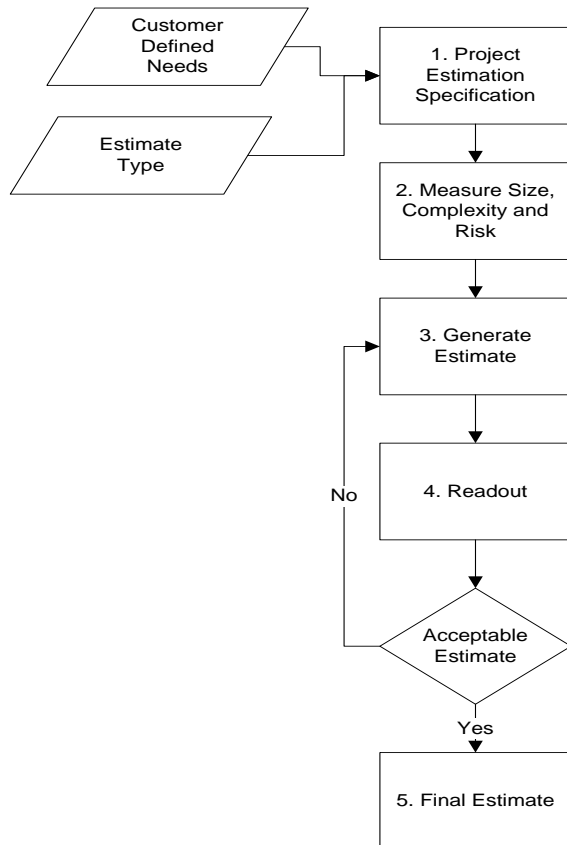 Customer
Defined
Needs
1. Project
Estimation
Specification
Estimate
Type
2. Measure Size,
Complexity and
Risk
3. Generate
Estimate
No
4. Readout
Acceptable
Estimate
Yes
5. Final Estimate